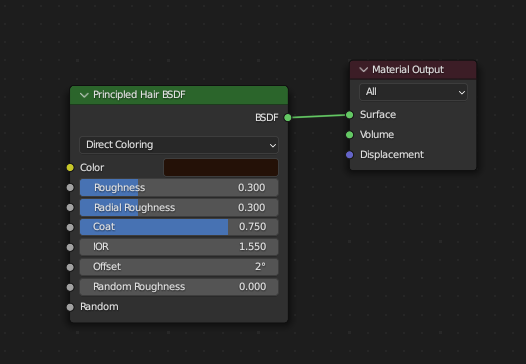 Principled Hair BSDF
BSDF
Direct Coloring
Color
Roughness 0.300
Radial Roughness 0.300
Coat 0.750
IOR 1.550
Offset 2°
Random Roughness 0.000
Random
Material Output
All
Surface
Volume
Displacement